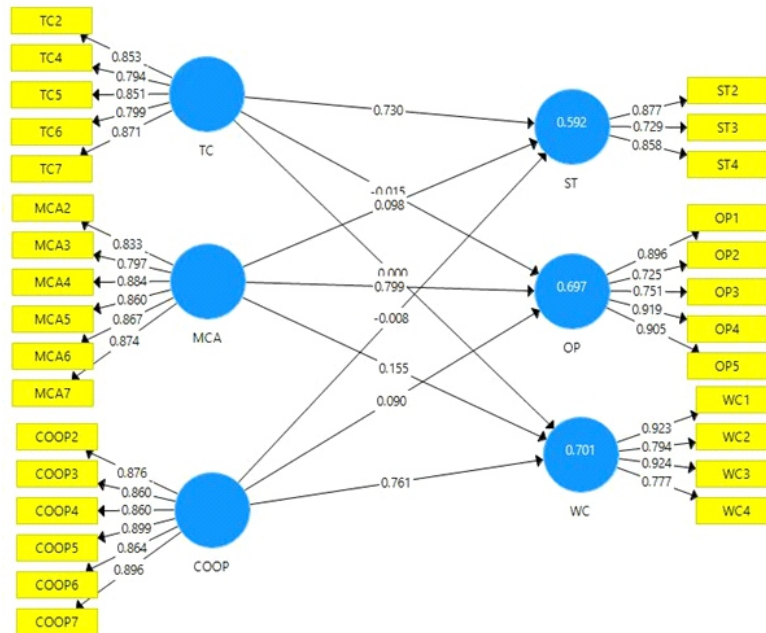 TC2
TC4
TC5
TC6
TC7
0.853
0.794
0.851
0.799
0.871
TC
MCA2
MCA3
MCA4
MCA5
MCA6
MCA7
0.833
0.797
0.884
0.860
0.867
0.874
MCA
COOP2
COOP3
COOP4
COOP5
COOP6
COOP7
0.876
0.860
0.860
0.899
0.864
0.896
COOP
0.730
-0.015
0.098
0.000
0.799
-0.008
0.155
0.090
0.761
0.592
ST
0.877
0.729
0.858
ST2
ST3
ST4
0.697
OP
0.896
0.725
0.751
0.919
0.905
OP1
OP2
OP3
OP4
OP5
0.701
WC
0.923
0.794
0.924
0.777
WC1
WC2
WC3
WC4